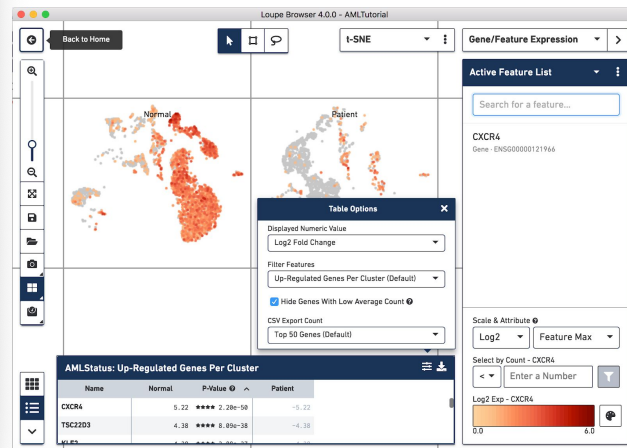 Loupe Browser 4.0.0 - AMLTutorial
Back to Home
t-SNE
Gene/Feature Expression
Active Feature List
Search for a feature...
CXCR4
Gene - ENSG00000121966
Normal
Patient
Table Options
Displayed Numeric Value
Log2 Fold Change
Filter Features
Up-Regulated Genes Per Cluster (Default)
Hide Genes With Low Average Count
CSV Export Count
Top 50 Genes (Default)
Scale & Attribute
Log2 Feature Max
Select by Count - CXCR4
< Enter a Number
Log2 Exp - CXCR4
0.0 6.0
AMLStatus: Up-Regulated Genes Per Cluster
Name Normal P-Value Patient
CXCR4 5.22 **** 2.20e-50 -5.22
TSC22D3 4.38 **** 8.09e-38 -4.38